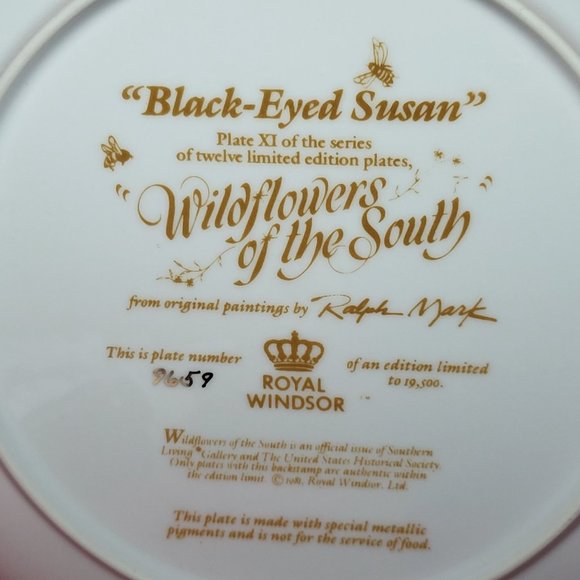 “Black-Eyed Susan”
Plate XI of the series
of twelve limited edition plates,
“Wildflowers
of the South
from original paintings by Ralph Mark
This is plate number
9659
ROYAL
WINDSOR
of an edition limited
to 19,500.
Wildflowers of the South is an official issue of Southern
Living Gallery and The United States Historical Society.
Only plates with this backstamp are authentic within
the edition limit. © 1981, Royal Windsor, Ltd.
This plate is made with special metallic
pigments and is not for the service of food.